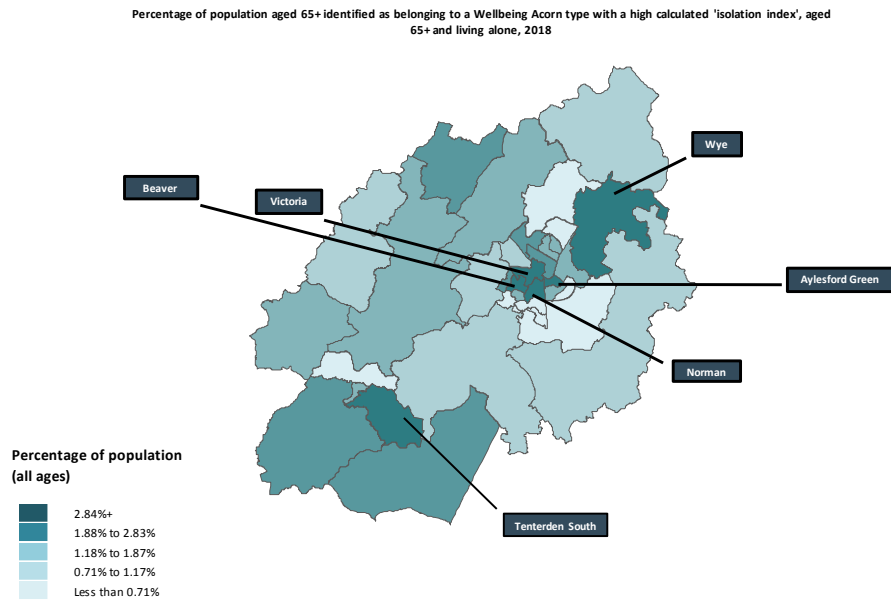 Percentage of population aged 65+ identified as belonging to a Wellbeing Acorn type with a high calculated 'isolation index', aged
65+ and living alone, 2018
Wye
Beaver
Victoria
Aylesford Green
Norman
Percentage of population
(all ages)
2.84%+
1.88% to 2.83%
1.18% to 1.87%
0.71% to 1.17%
Less than 0.71%
Tenterden South